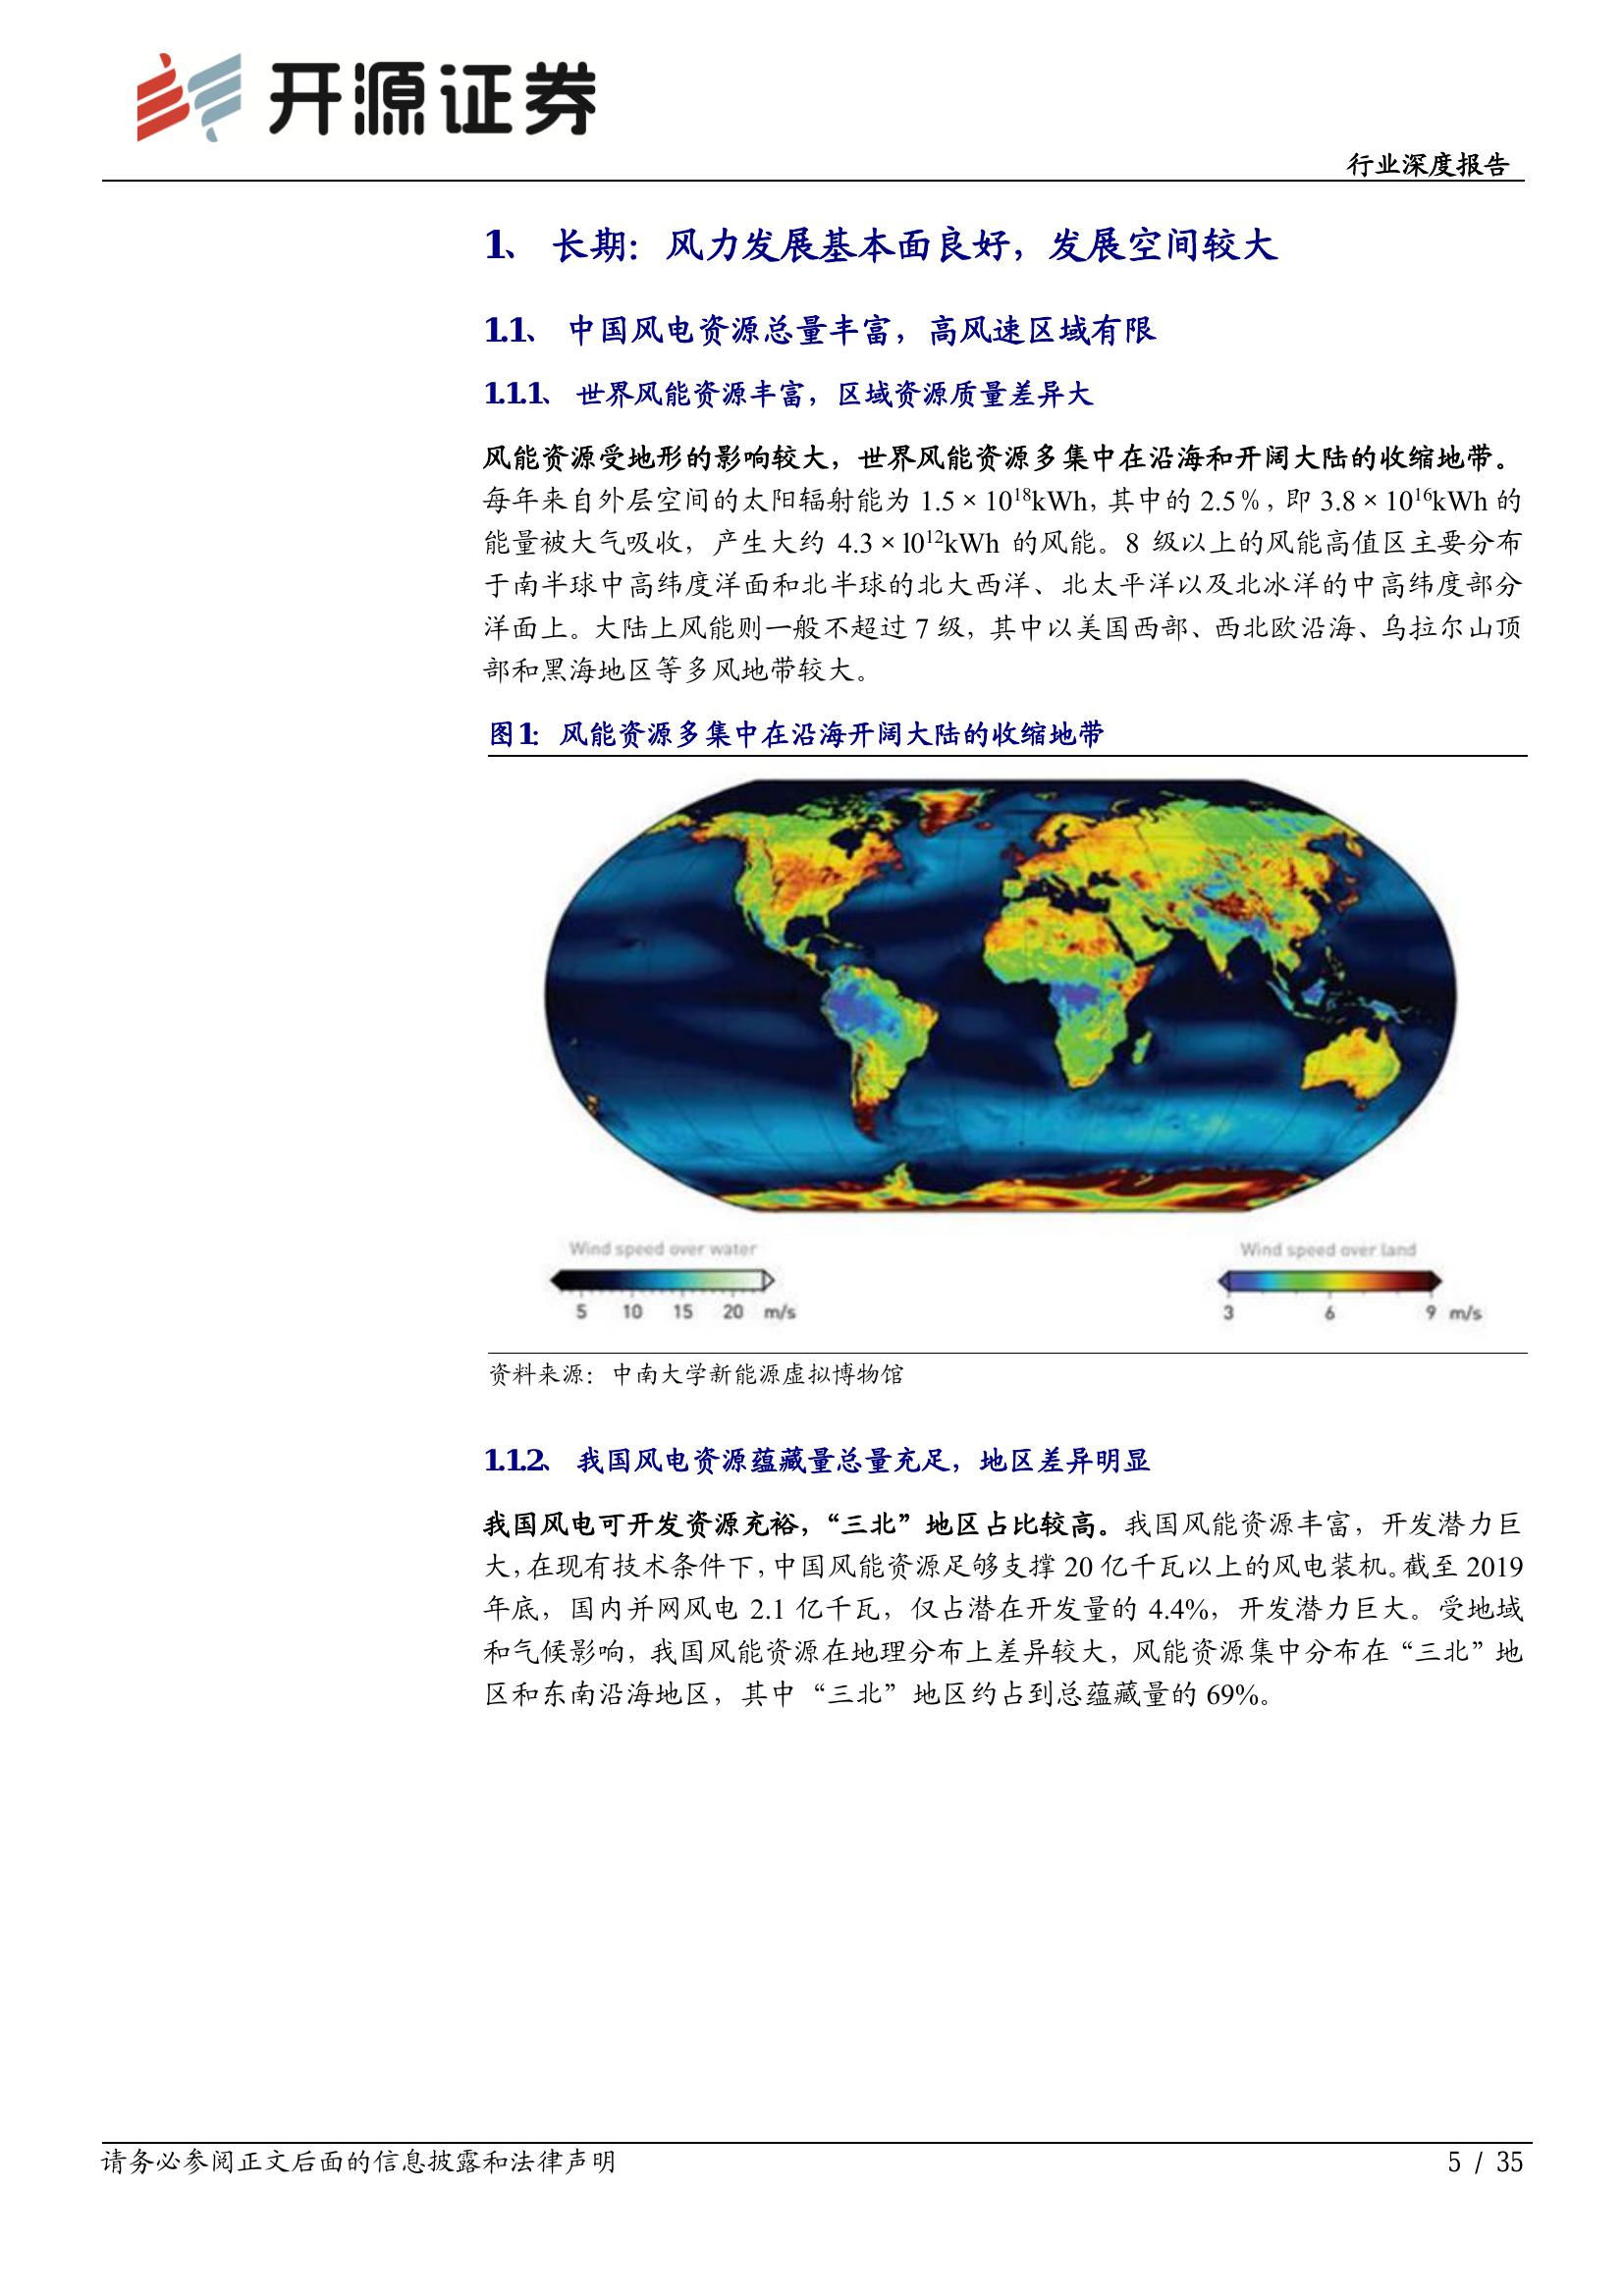 开源证券
行业深度报告
1、 长期：风力发展基本面良好，发展空间较大
1.1、 中国风电资源总量丰富，高风速区域有限
1.1.1、 世界风能资源丰富，区域资源质量差异大
风能资源受地形的影响较大，世界风能资源多集中在沿海和开阔大陆的收缩地带。
每年来自外层空间的太阳辐射能为 1.5×10¹⁸kWh，其中的 2.5%，即 3.8×10¹⁶kWh 的
能量被大气吸收，产生大约 4.3×l0¹²kWh 的风能。8 级以上的风能高值区主要分布
于南半球中高纬度洋面和北半球的北大西洋、北太平洋以及北冰洋的中高纬度部分
洋面上。大陆上风能则一般不超过 7 级，其中以美国西部、西北欧沿海、乌拉尔山顶
部和黑海地区等多风地带较大。
图1：风能资源多集中在沿海开阔大陆的收缩地带
Wind speed over water
5 10 15 20 m/s
Wind speed over land
3 6 9 m/s
资料来源：中南大学新能源虚拟博物馆
1.1.2、 我国风电资源蕴藏量总量充足，地区差异明显
我国风电可开发资源充裕，“三北”地区占比较高。我国风能资源丰富，开发潜力巨
大，在现有技术条件下，中国风能资源足够支撑 20 亿千瓦以上的风电装机。截至 2019
年底，国内并网风电 2.1 亿千瓦，仅占潜在开发量的 4.4%，开发潜力巨大。受地域
和气候影响，我国风能资源在地理分布上差异较大，风能资源集中分布在“三北”地
区和东南沿海地区，其中“三北”地区约占到总蕴藏量的 69%。
请务必参阅正文后面的信息披露和法律声明
5 / 35